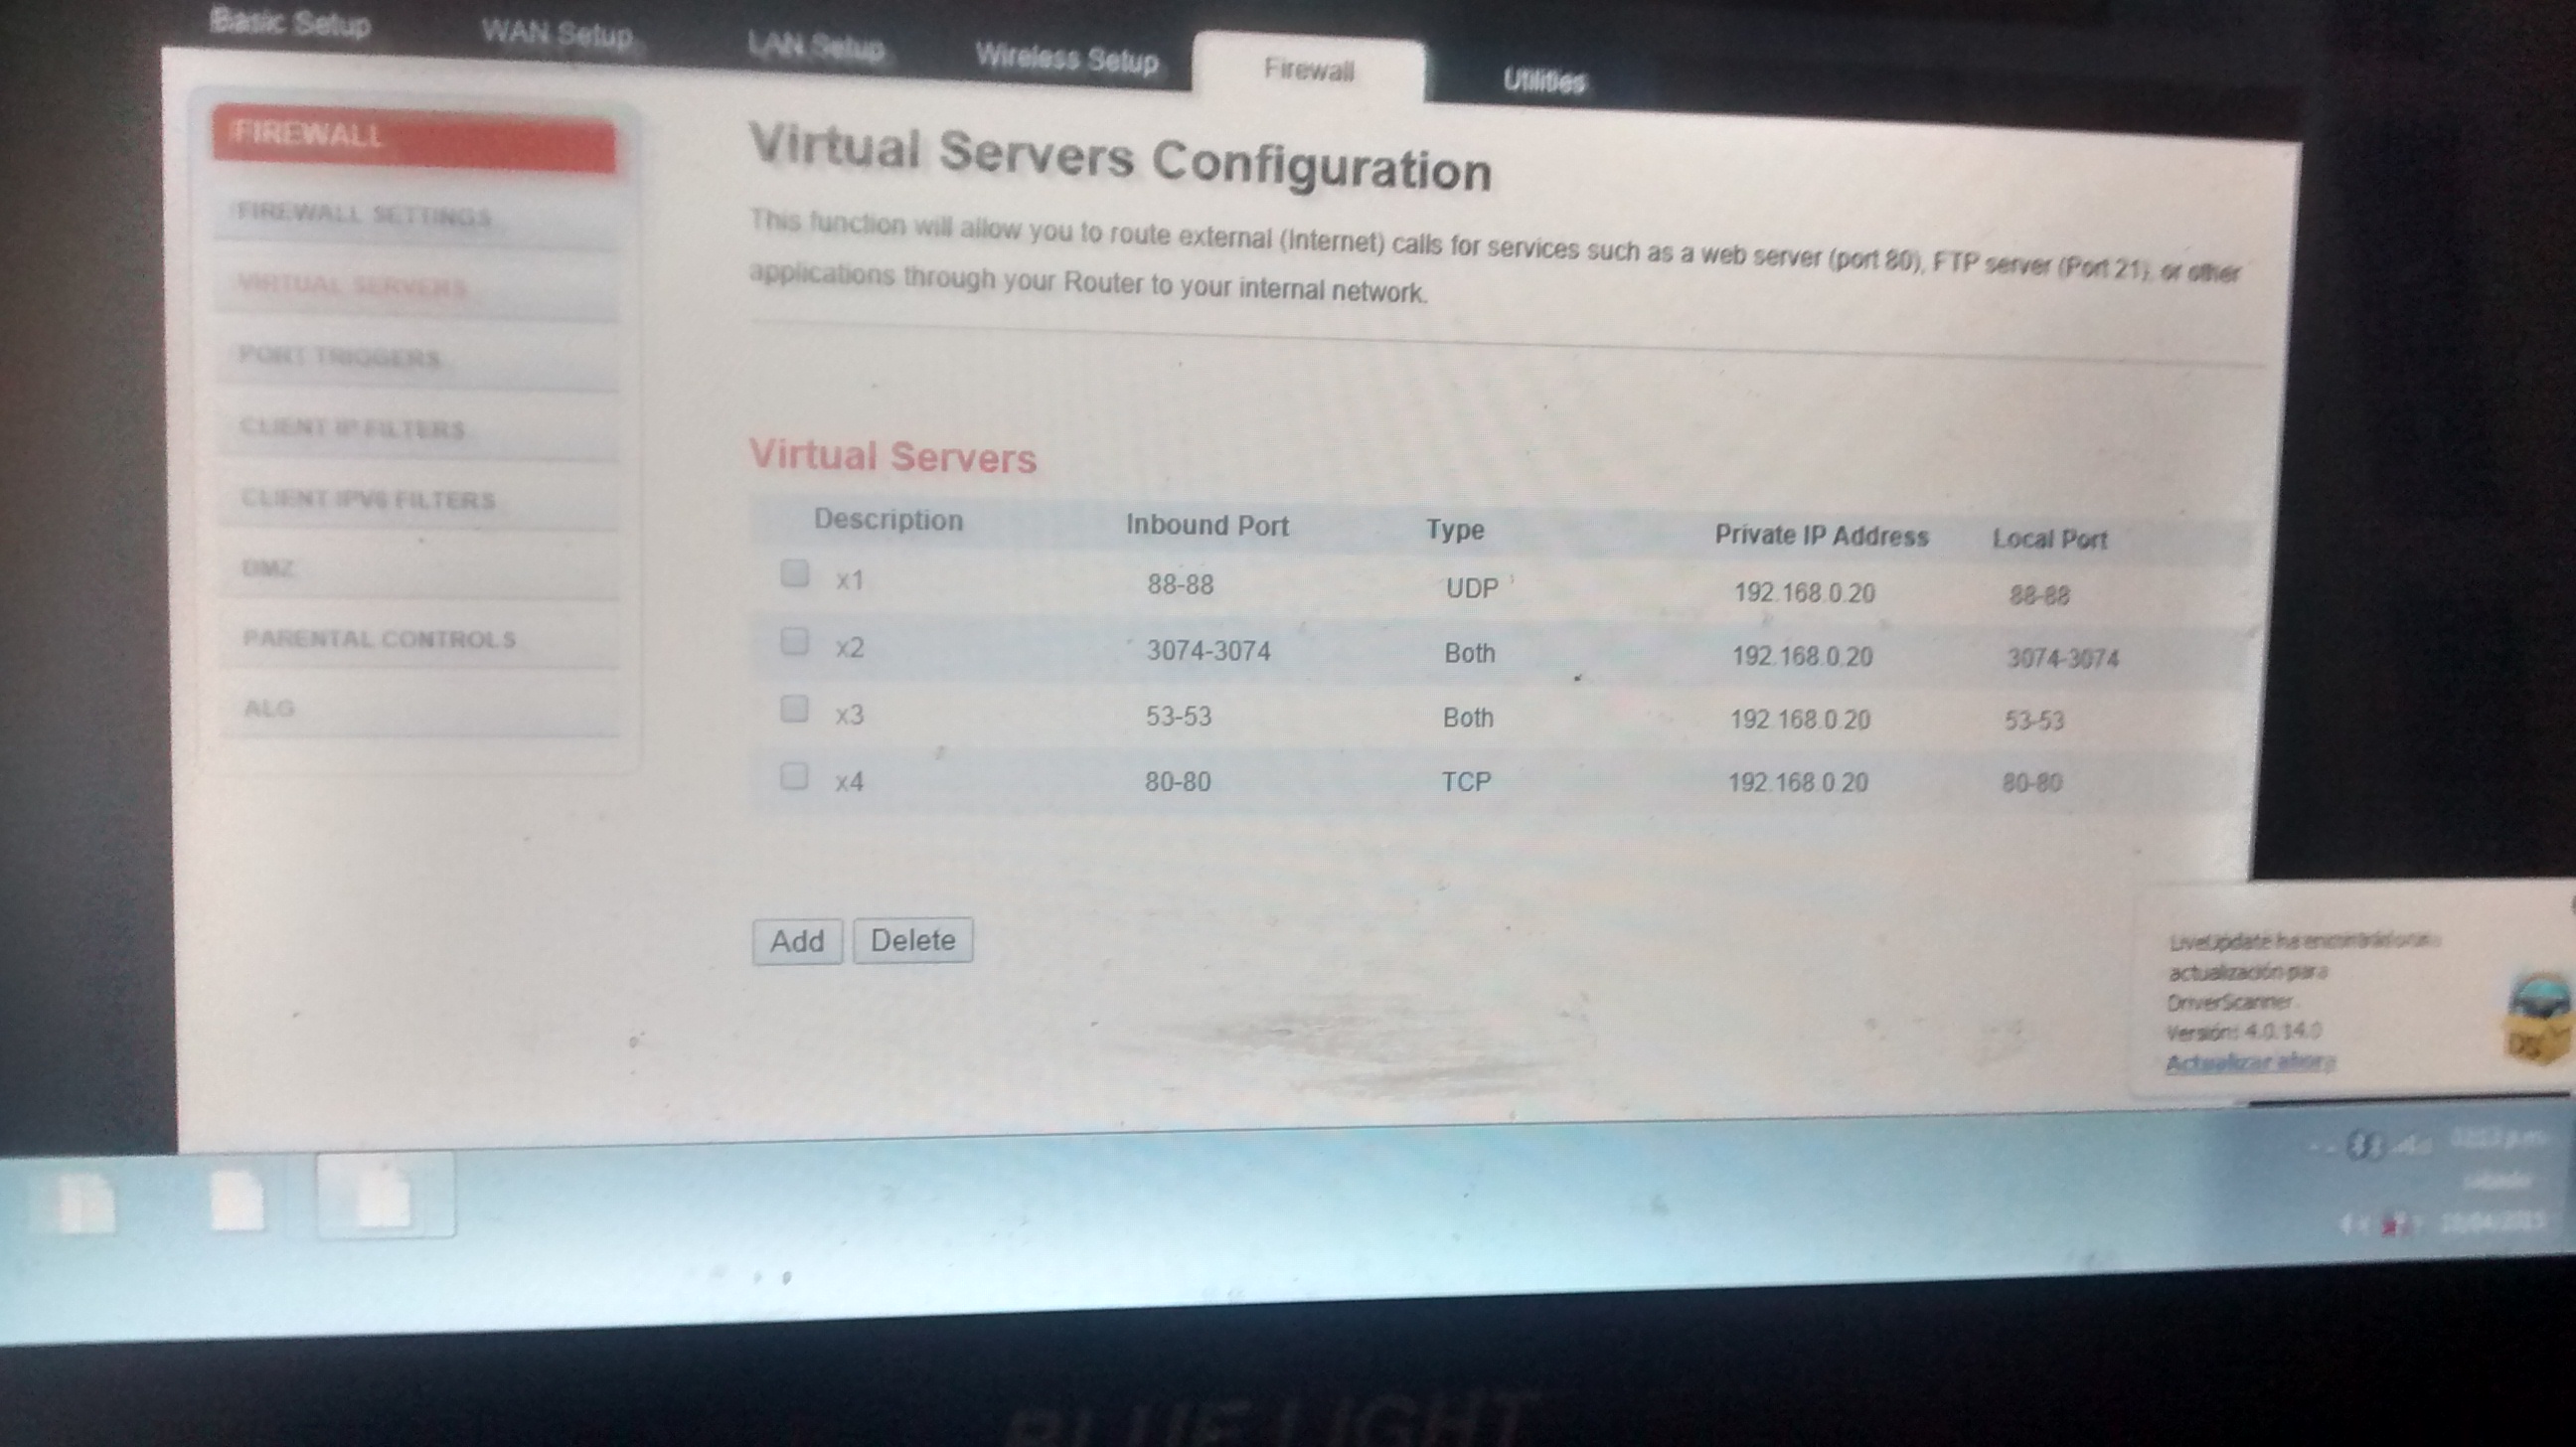 Basic Setup WAN Setup LAN Setup Wireless Setup Firewall Utilities
FIREWALL
FIREWALL SETTINGS
VIRTUAL SERVERS
PORT TRIGGERS
CLIENT IP FILTERS
CLIENT IPV6 FILTERS
DMZ
PARENTAL CONTROLS
ALG
Virtual Servers Configuration
This function will allow you to route external (Internet) calls for services such as a web server (port 80), FTP server (Port 21), or other
applications through your Router to your internal network.
Virtual Servers
Description Inbound Port Type Private IP Address Local Port
x1 88-88 UDP 192.168.0.20 88-88
x2 3074-3074 Both 192.168.0.20 3074-3074
x3 53-53 Both 192.168.0.20 53-53
x4 80-80 TCP 192.168.0.20 80-80
Add Delete
LiveUpdate ha
actualización para
DriverScanner.
Versión: 4.0.14.0
Actualizar ahora
DS
BLUE LIGHT